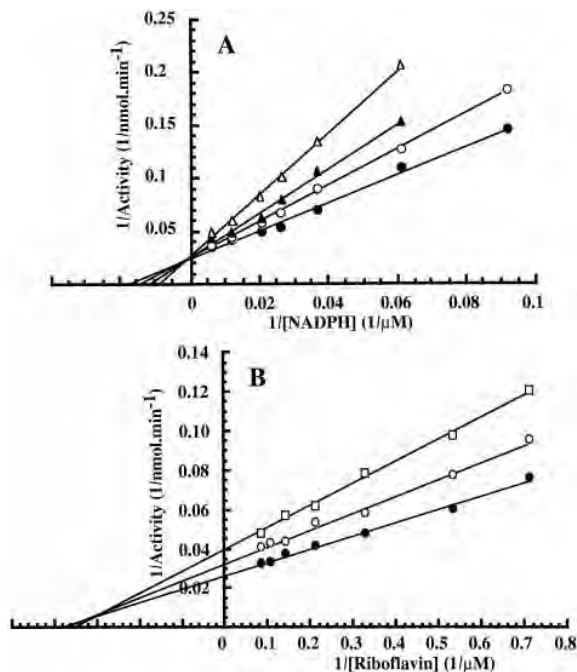 A
0.25
0.2
0.15
0.1
0.05
1/Activity (1/nmol.min⁻¹)
0 0.02 0.04 0.06 0.08 0.1
1/[NADPH] (1/µM)
B
0.14
0.12
0.10
0.08
0.06
0.04
0.02
1/Activity (1/nmol.min⁻¹)
0 0.1 0.2 0.3 0.4 0.5 0.6 0.7 0.8
1/[Riboflavin] (1/µM)